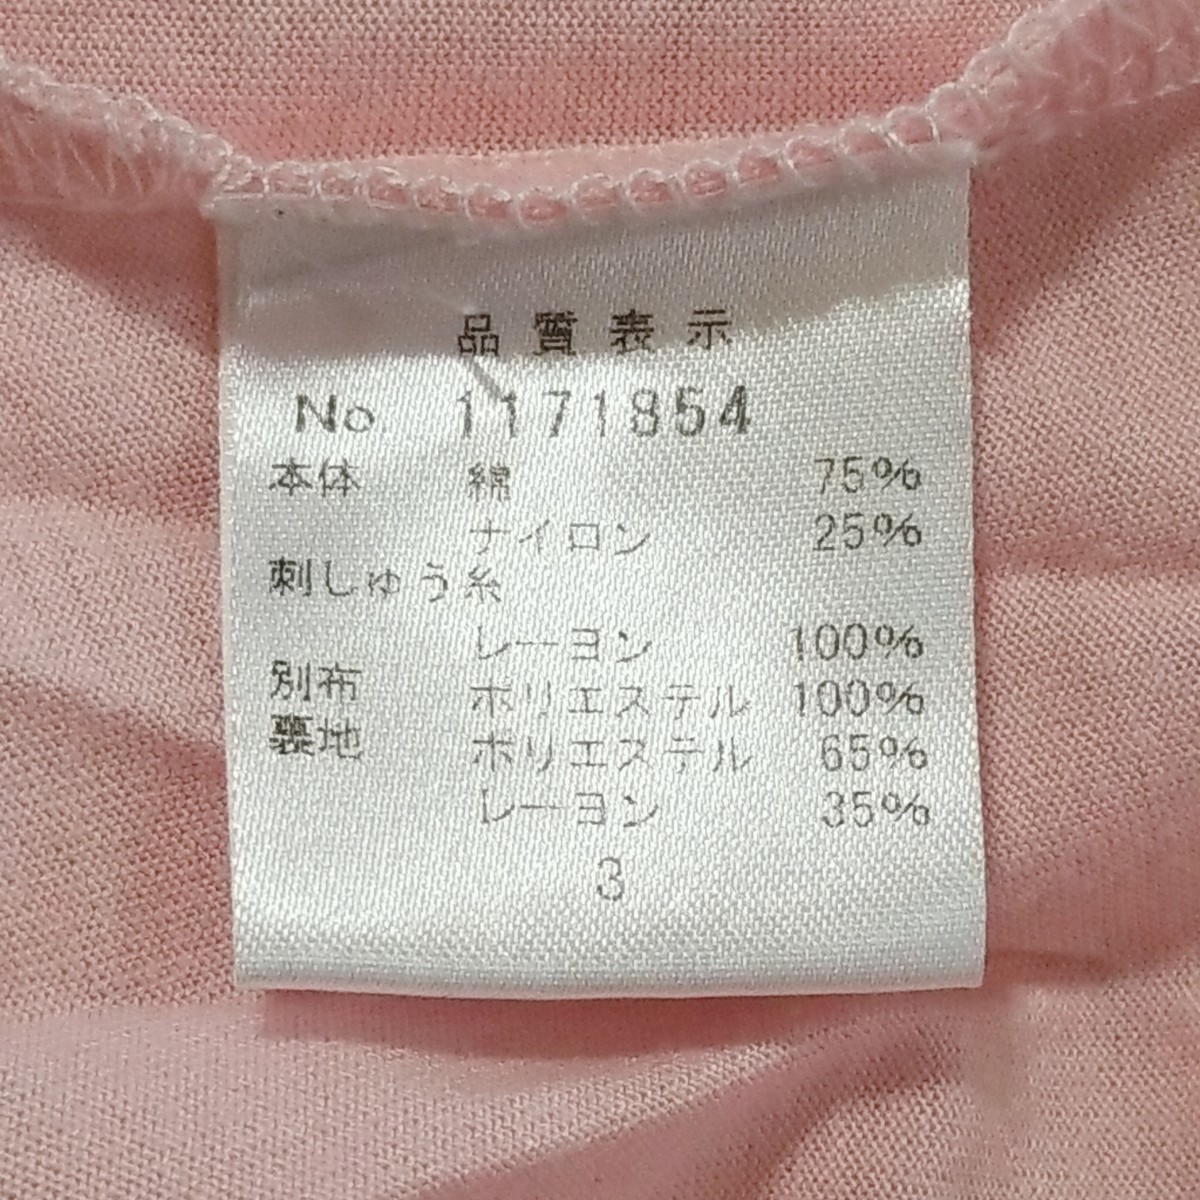 品質表示
No 1171854
本体 綿 75%
ナイロン 25%
刺しゅう糸
レーヨン 100%
別布 ポリエステル 100%
裏地 ポリエステル 65%
レーヨン 35%
3